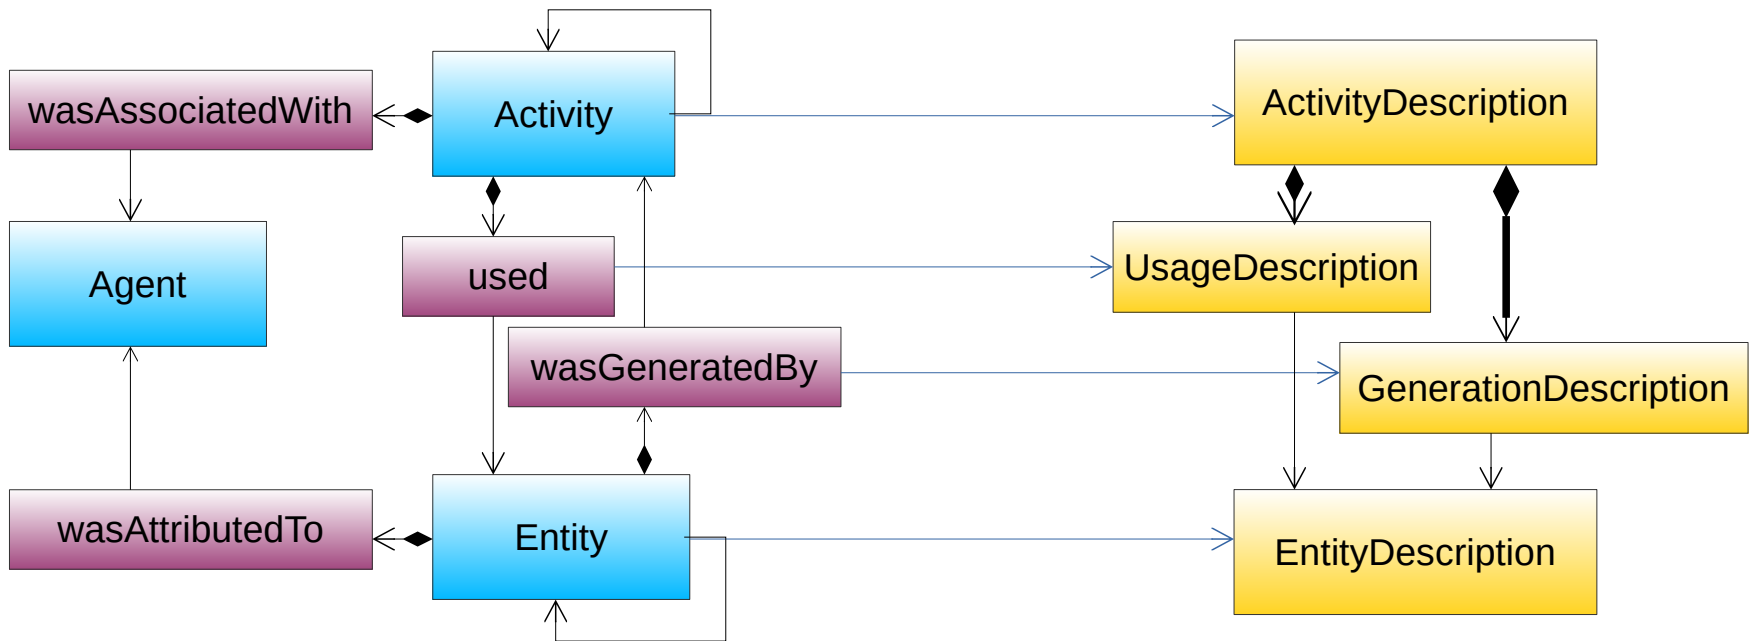 wasAssociatedWith
Activity
ActivityDescription
Agent
used
UsageDescription
wasGeneratedBy
GenerationDescription
wasAttributedTo
Entity
EntityDescription